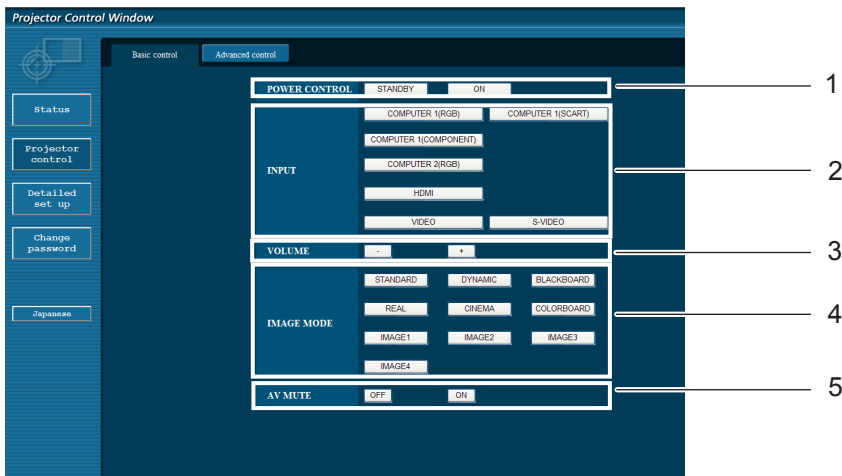 Projector Control Window
Basic control Advanced control
POWER CONTROL STANDBY ON 1
Status
COMPUTER 1(RGB) COMPUTER 1(SCART)
COMPUTER 1(COMPONENT)
Projector
control
INPUT COMPUTER 2(RGB) 2
Detailed
set up
HDMI
VIDEO S-VIDEO
Change
password
VOLUME - + 3
STANDARD DYNAMIC BLACKBOARD
Japanese
REAL CINEMA COLORBOARD 4
IMAGE MODE
IMAGE1 IMAGE2 IMAGE3
IMAGE4
AV MUTE OFF ON 5